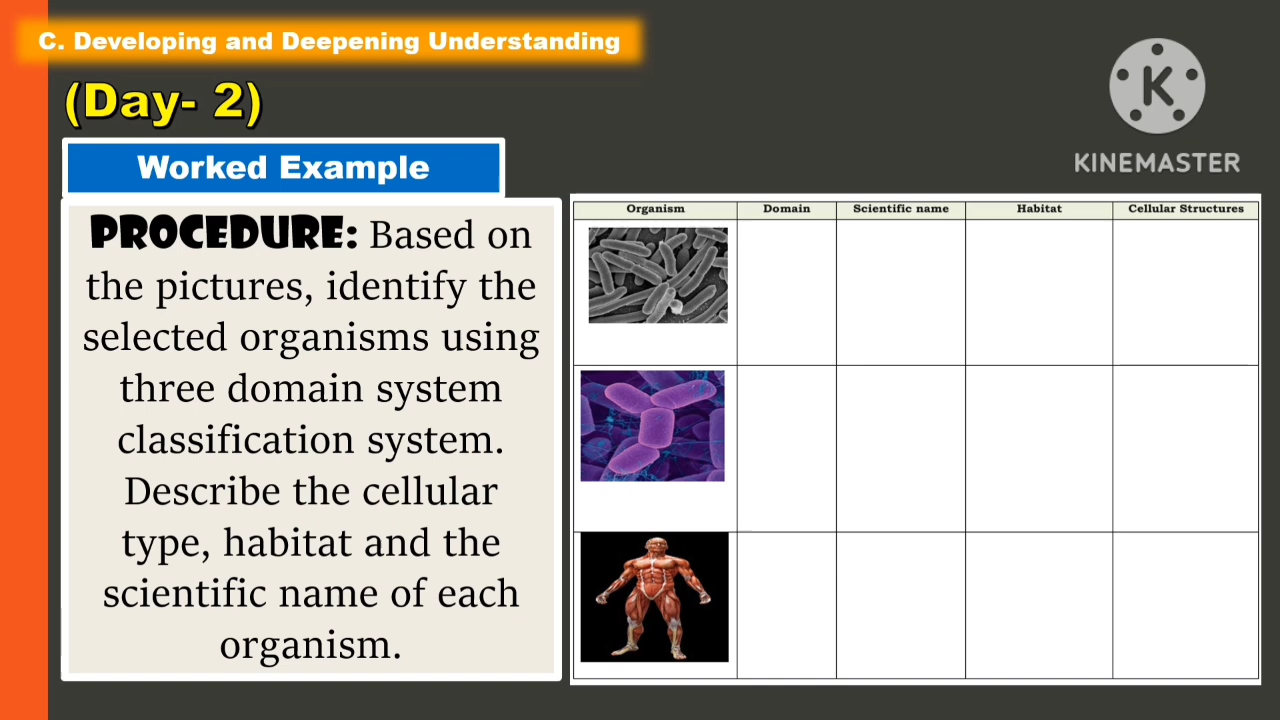 C. Developing and Deepening Understanding
(Day- 2)
K
KINEMASTER
Worked Example
PROCEDURE: Based on
the pictures, identify the
selected organisms using
three domain system
classification system.
Describe the cellular
type, habitat and the
scientific name of each
organism.
Organism Domain Scientific name Habitat Cellular Structures